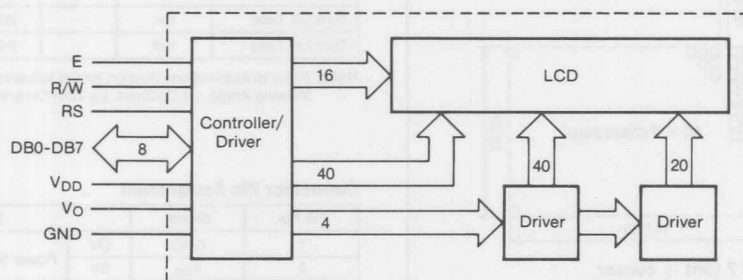 E
R/W̅
RS
DB0-DB7
8
VDD
VO
GND
Controller/
Driver
16
LCD
40
4
40
20
Driver
Driver